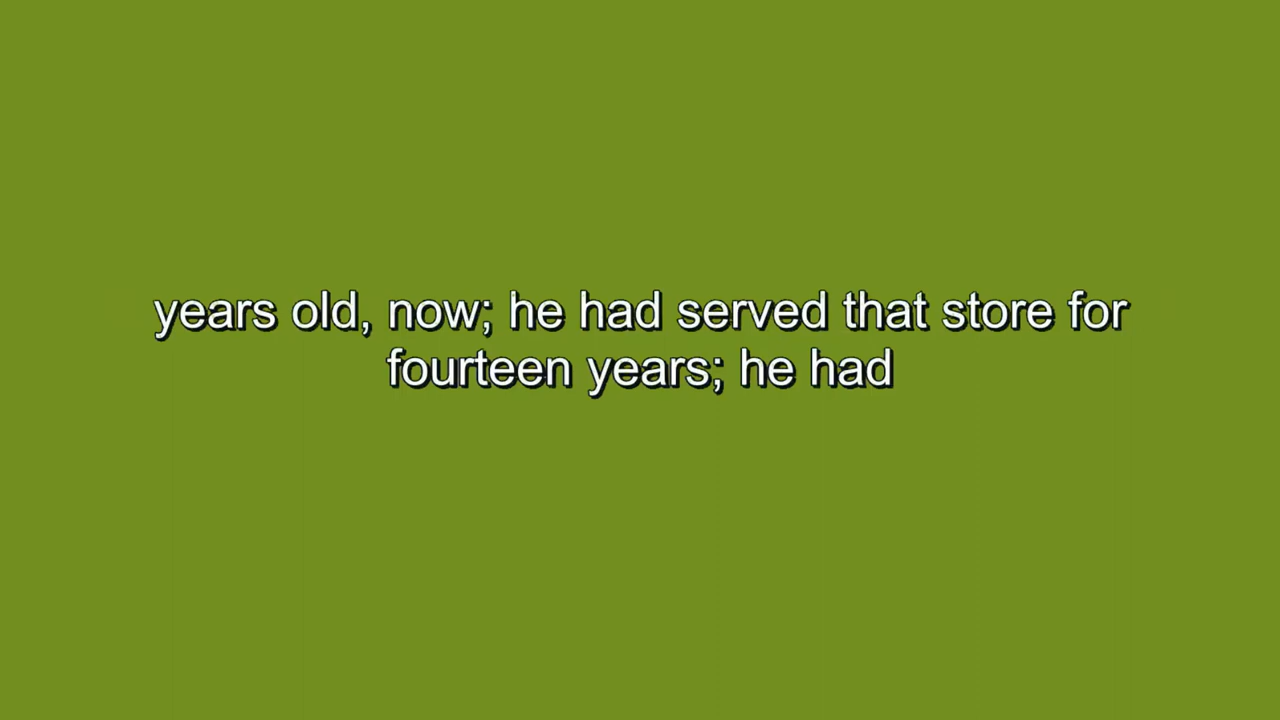 years old, now; he had served that store for
fourteen years; he had